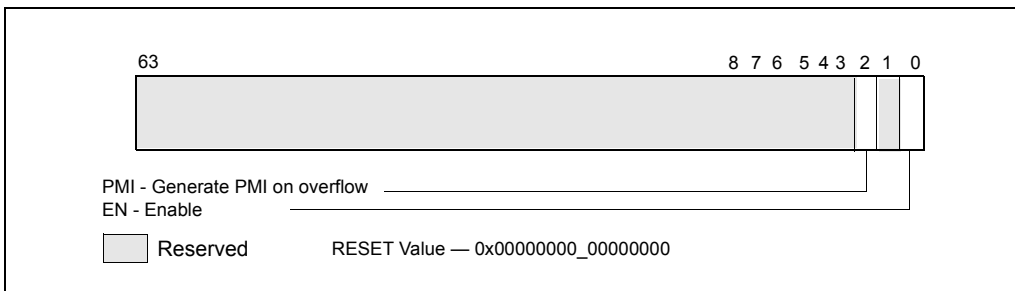 63 8 7 6 5 4 3 2 1 0
PMI - Generate PMI on overflow
EN - Enable
Reserved RESET Value — 0x00000000_00000000